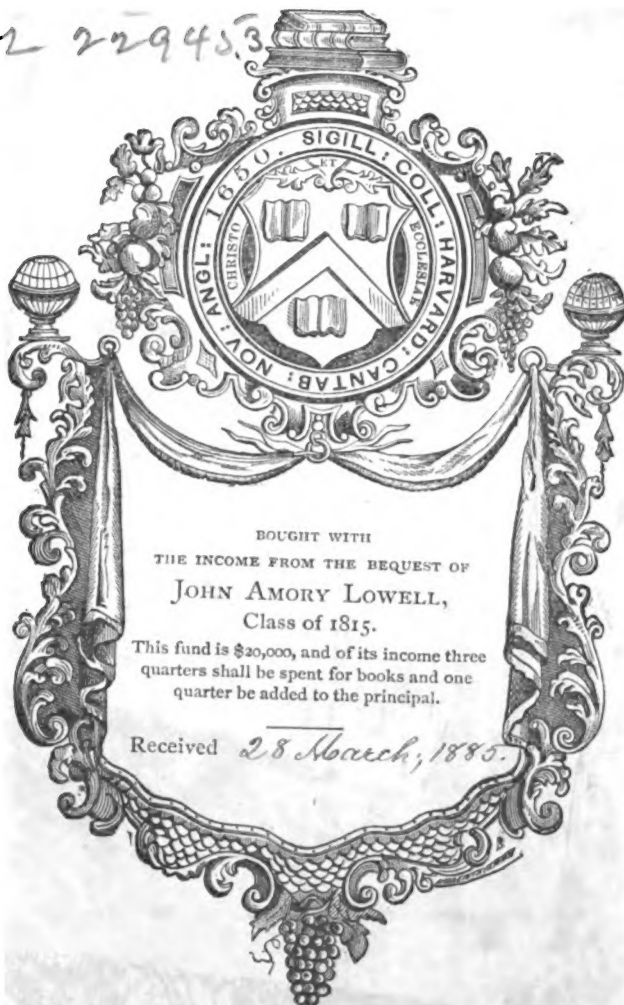 2 22945.3
SIGILL: COLL: HARVARD: CANTAB: NOV: ANGL: 1650.
ET
CHRISTO
ECCLESIAE
BOUGHT WITH
THE INCOME FROM THE BEQUEST OF
JOHN AMORY LOWELL,
Class of 1815.
This fund is $20,000, and of its income three
quarters shall be spent for books and one
quarter be added to the principal.
Received 28 March, 1885.